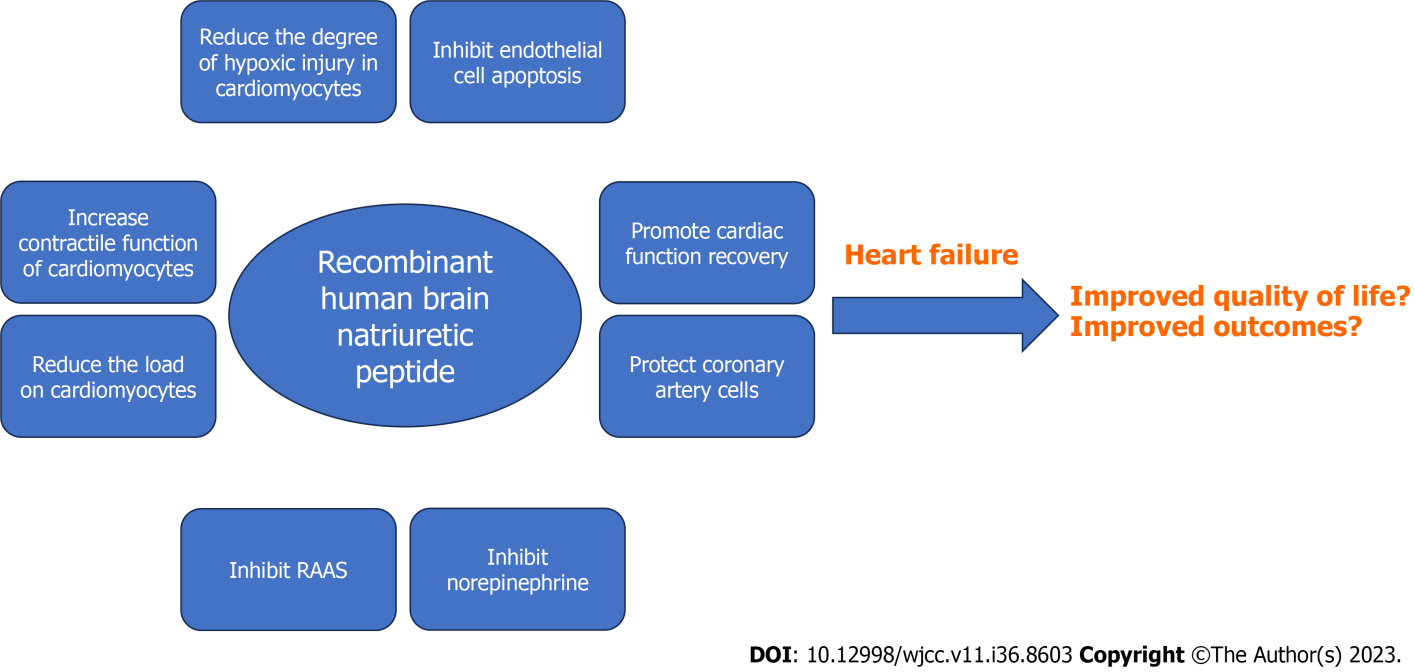 Reduce the degree
of hypoxic injury in
cardiomyocytes
Inhibit endothelial
cell apoptosis
Increase
contractile function
of cardiomyocytes
Reduce the load
on cardiomyocytes
Recombinant
human brain
natriuretic
peptide
Promote cardiac
function recovery
Protect coronary
artery cells
Heart failure
Improved quality of life?
Improved outcomes?
Inhibit RAAS
Inhibit
norepinephrine
DOI: 10.12998/wjcc.v11.i36.8603 Copyright ©The Author(s) 2023.